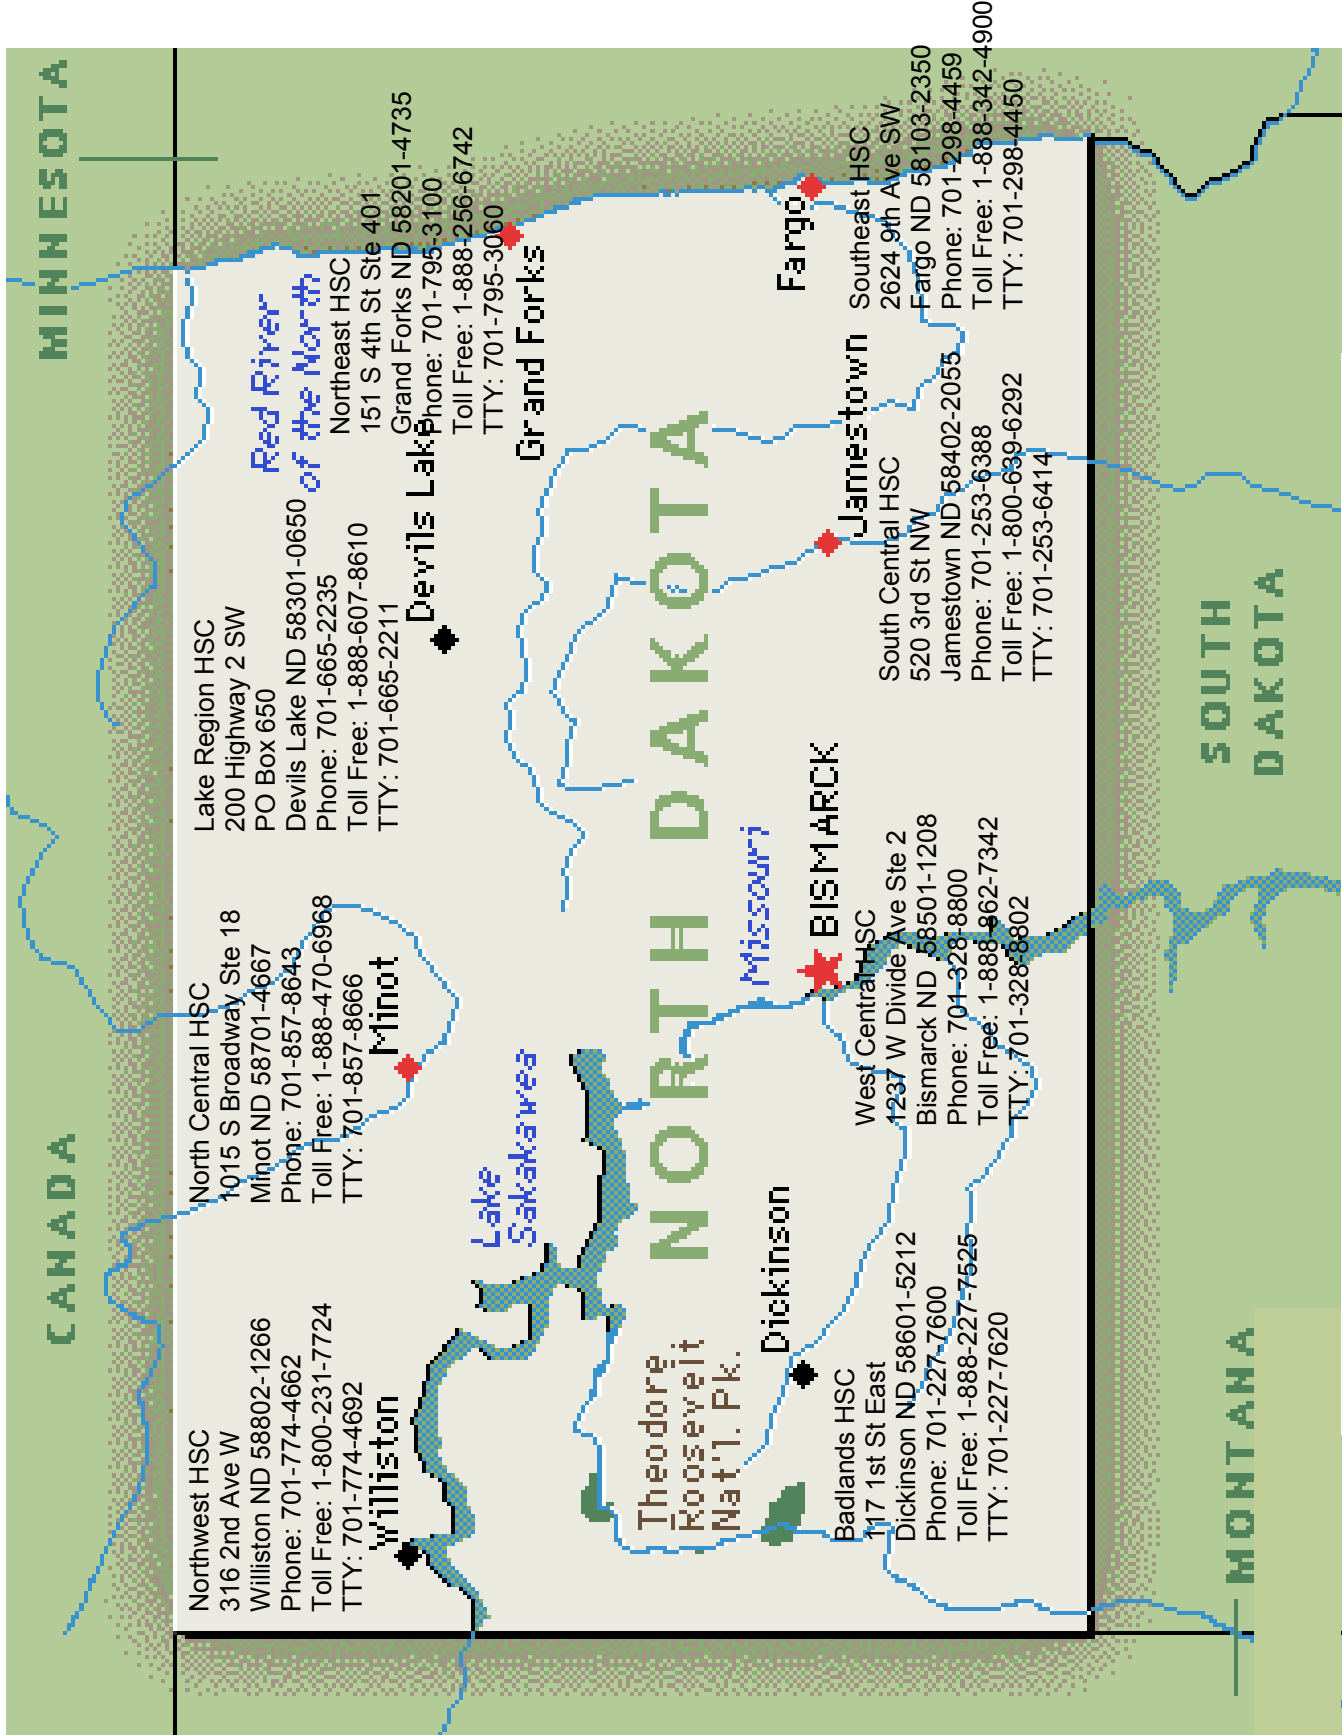 CANADA
MINNESOTA
Northwest HSC
316 2nd Ave W
Williston ND 58802-1266
Phone: 701-774-4662
Toll Free: 1-800-231-7724
TTY: 701-774-4692
Williston
North Central HSC
1015 S Broadway Ste 18
Minot ND 58701-4667
Phone: 701-857-8643
Toll Free: 1-888-470-6968
TTY: 701-857-8666
Minot
Lake Region HSC
200 Highway 2 SW
PO Box 650
Devils Lake ND 58301-0650
Phone: 701-665-2235
Toll Free: 1-888-607-8610
TTY: 701-665-2211
Devils Lake
Red River
of the North
Northeast HSC
151 S 4th St Ste 401
Grand Forks ND 58201-4735
Phone: 701-795-3100
Toll Free: 1-888-256-6742
TTY: 701-795-3060
Grand Forks
Lake
Sakakawea
NORTH DAKOTA
Theodore
Roosevelt
Nat'l. Pk.
Missouri
Dickinson
BISMARCK
Jamestown
Fargo
Badlands HSC
117 1st St East
Dickinson ND 58601-5212
Phone: 701-227-7600
Toll Free: 1-888-227-7525
TTY: 701-227-7620
West Central HSC
1237 W Divide Ave Ste 2
Bismarck ND  58501-1208
Phone: 701-328-8800
Toll Free: 1-888-862-7342
TTY: 701-328-8802
South Central HSC
520 3rd St NW
Jamestown ND 58402-2055
Phone: 701-253-6388
Toll Free: 1-800-639-6292
TTY: 701-253-6414
Southeast HSC
2624 9th Ave SW
Fargo ND 58103-2350
Phone: 701-298-4459
Toll Free: 1-888-342-4900
TTY: 701-298-4450
MONTANA
SOUTH
DAKOTA